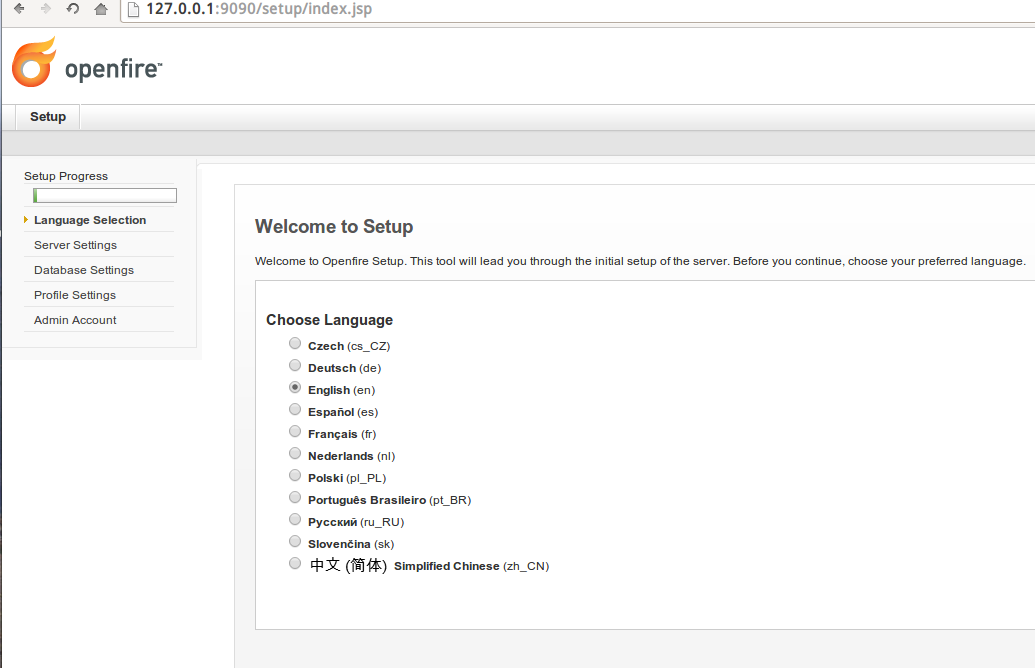 127.0.0.1:9090/setup/index.jsp
openfire™
Setup
Setup Progress
Language Selection
Server Settings
Database Settings
Profile Settings
Admin Account
Welcome to Setup
Welcome to Openfire Setup. This tool will lead you through the initial setup of the server. Before you continue, choose your preferred language.
Choose Language
Czech (cs_CZ)
Deutsch (de)
English (en)
Español (es)
Français (fr)
Nederlands (nl)
Polski (pl_PL)
Português Brasileiro (pt_BR)
Русский (ru_RU)
Slovenčina (sk)
中文 (简体) Simplified Chinese (zh_CN)